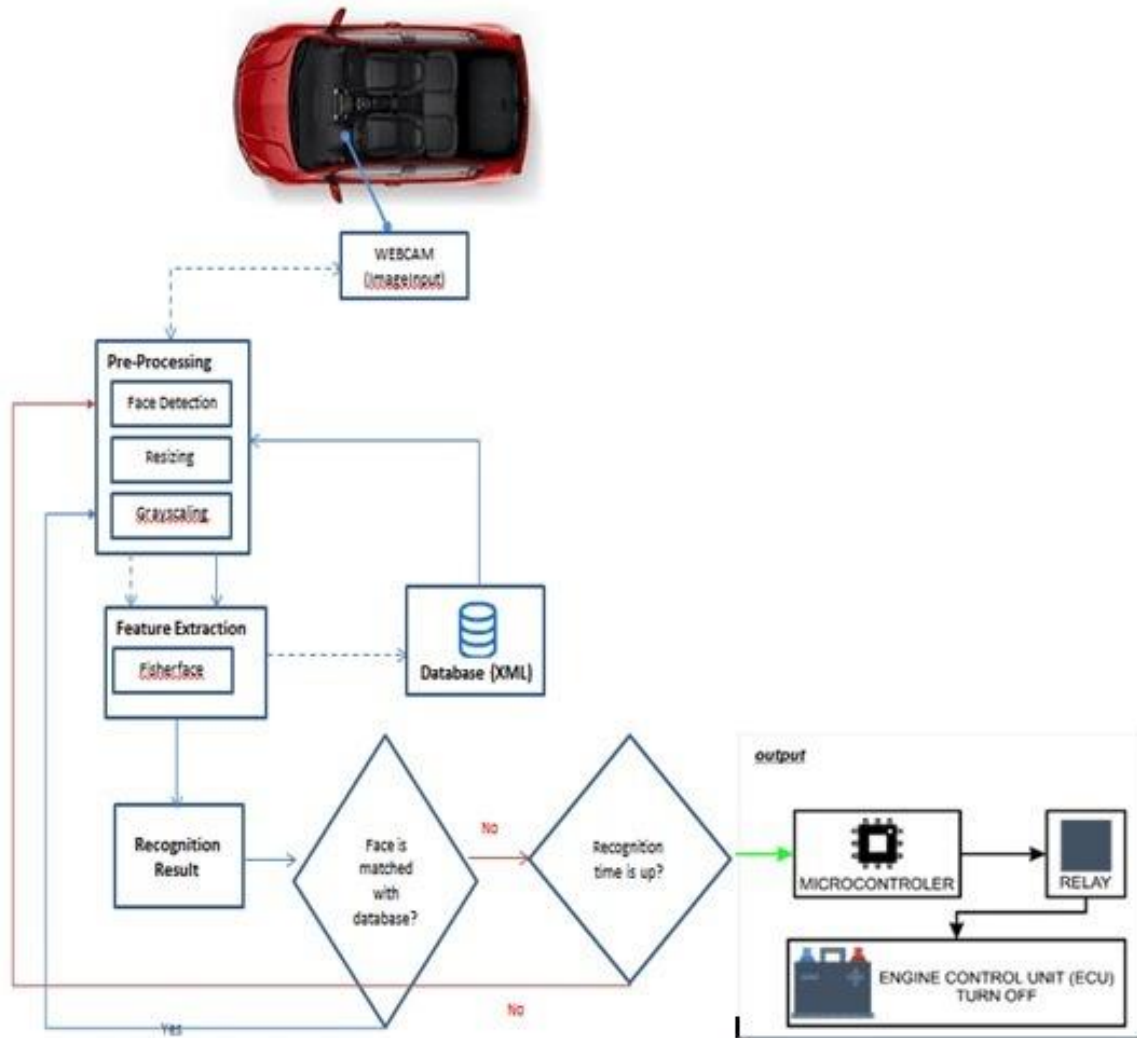 WEBCAM
(ImageInput)
Pre-Processing
Face Detection
Resizing
Grayscaling
Feature Extraction
Fisherface
Database (XML)
Recognition
Result
Face is
matched
with
database?
No
Recognition
time is up?
No
Yes
output
MICROCONTROLER
RELAY
ENGINE CONTROL UNIT (ECU)
TURN OFF